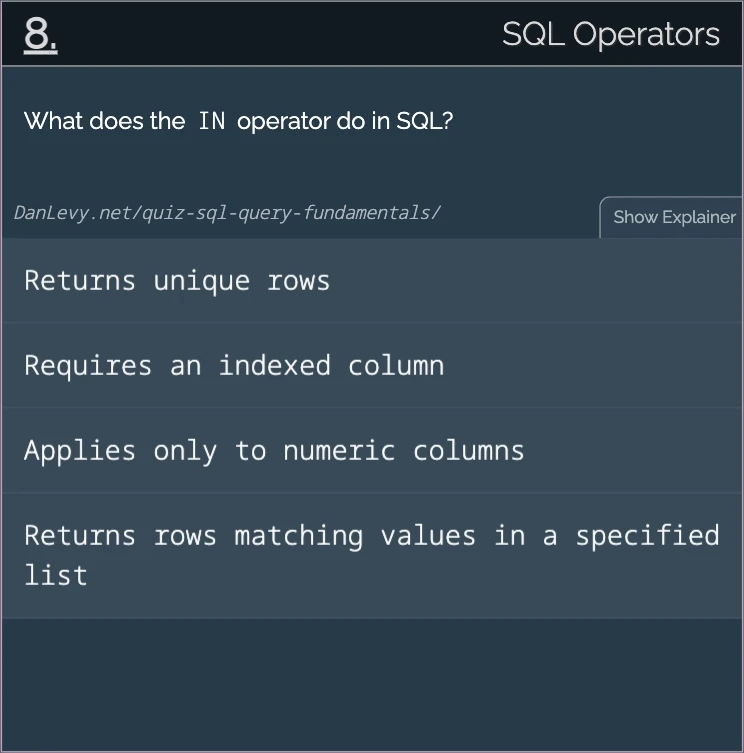 8.
SQL Operators
What does the IN operator do in SQL?
DanLevy.net/quiz-sql-query-fundamentals/
Show Explainer
Returns unique rows
Requires an indexed column
Applies only to numeric columns
Returns rows matching values in a specified
list